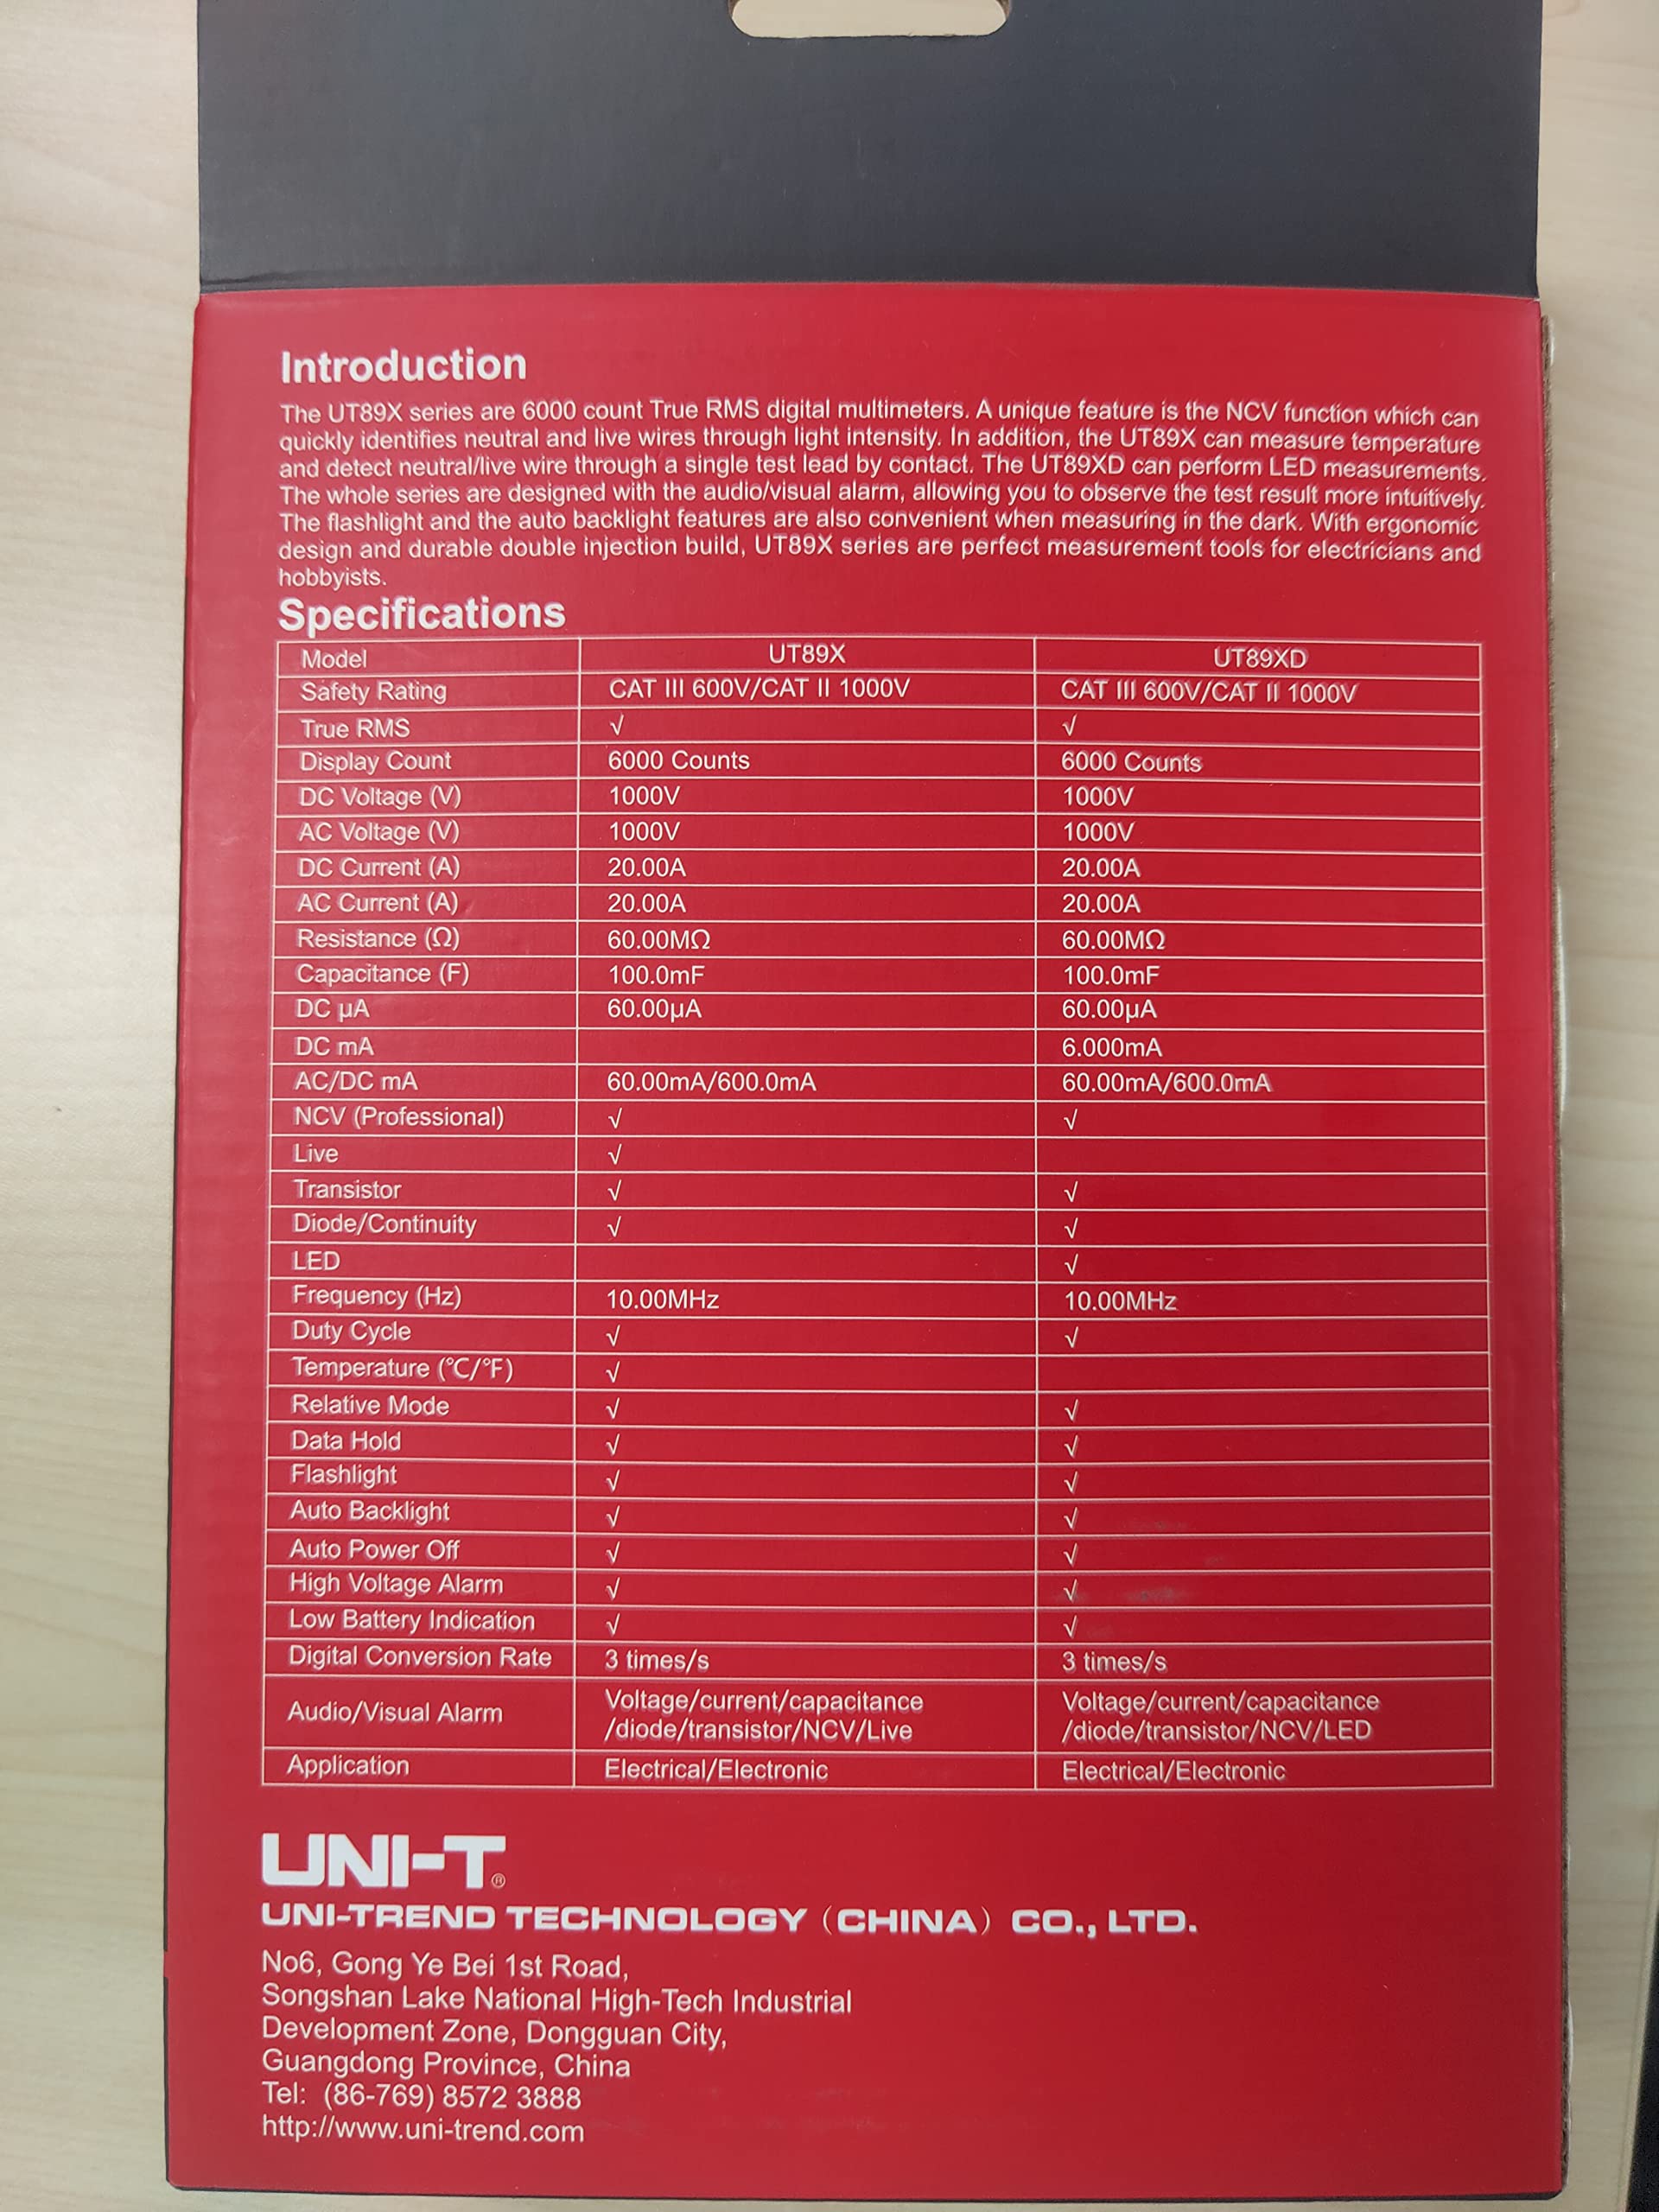 Introduction
The UT89X series are 6000 count True RMS digital multimeters. A unique feature is the NCV function which can
quickly identifies neutral and live wires through light intensity. In addition, the UT89X can measure temperature
and detect neutral/live wire through a single test lead by contact. The UT89XD can perform LED measurements.
The whole series are designed with the audio/visual alarm, allowing you to observe the test result more intuitively.
The flashlight and the auto backlight features are also convenient when measuring in the dark. With ergonomic
design and durable double injection build, UT89X series are perfect measurement tools for electricians and
hobbyists.
Specifications
Model UT89X UT89XD
Safety Rating CAT III 600V/CAT II 1000V CAT III 600V/CAT II 1000V
True RMS √ √
Display Count 6000 Counts 6000 Counts
DC Voltage (V) 1000V 1000V
AC Voltage (V) 1000V 1000V
DC Current (A) 20.00A 20.00A
AC Current (A) 20.00A 20.00A
Resistance (Ω) 60.00MΩ 60.00MΩ
Capacitance (F) 100.0mF 100.0mF
DC μA 60.00μA 60.00μA
DC mA 6.000mA
AC/DC mA 60.00mA/600.0mA 60.00mA/600.0mA
NCV (Professional) √ √
Live √
Transistor √ √
Diode/Continuity √ √
LED √
Frequency (Hz) 10.00MHz 10.00MHz
Duty Cycle √ √
Temperature (℃/℉) √
Relative Mode √ √
Data Hold √ √
Flashlight √ √
Auto Backlight √ √
Auto Power Off √ √
High Voltage Alarm √ √
Low Battery Indication √ √
Digital Conversion Rate 3 times/s 3 times/s
Audio/Visual Alarm Voltage/current/capacitance Voltage/current/capacitance
/diode/transistor/NCV/Live /diode/transistor/NCV/LED
Application Electrical/Electronic Electrical/Electronic
UNI-T®
UNI-TREND TECHNOLOGY (CHINA) CO., LTD.
No6, Gong Ye Bei 1st Road,
Songshan Lake National High-Tech Industrial
Development Zone, Dongguan City,
Guangdong Province, China
Tel: (86-769) 8572 3888
http://www.uni-trend.com